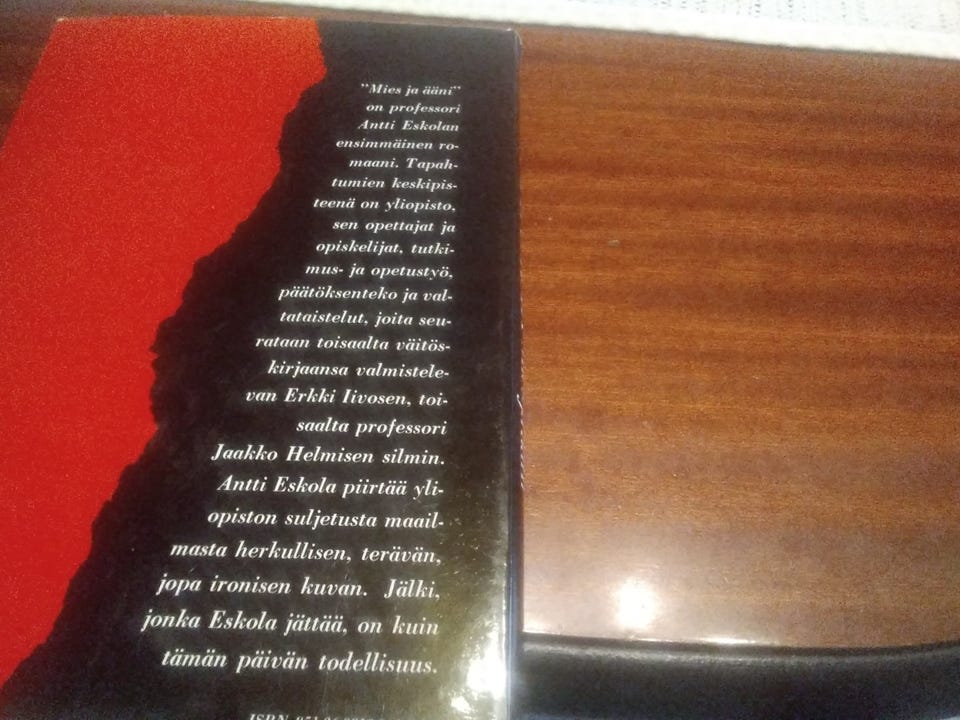 "Mies ja ääni"
on professori
Antti Eskolan
ensimmäinen ro-
maani. Tapah-
tumien keskipis-
teenä on yliopisto,
sen opettajat ja
opiskelijat, tutki-
mus- ja opetustyö,
päätöksenteko ja val-
tataistelut, joita seu-
rataan toisaalta väitös-
kirjaansa valmistele-
van Erkki Iivosen, toi-
saalta professori
Jaakko Helmisen silmin.
Antti Eskola piirtää yli-
opiston suljetusta maail-
masta herkullisen, terävän,
jopa ironisen kuvan. Jälki,
jonka Eskola jättää, on kuin
tämän päivän todellisuus.
ISBN